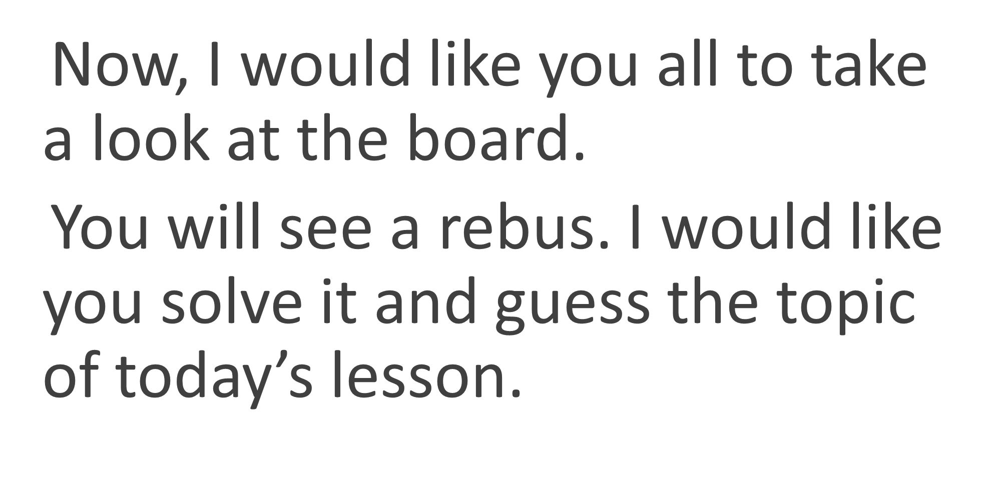 Now, I would like you all to take
a look at the board.
You will see a rebus. I would like
you solve it and guess the topic
of today’s lesson.